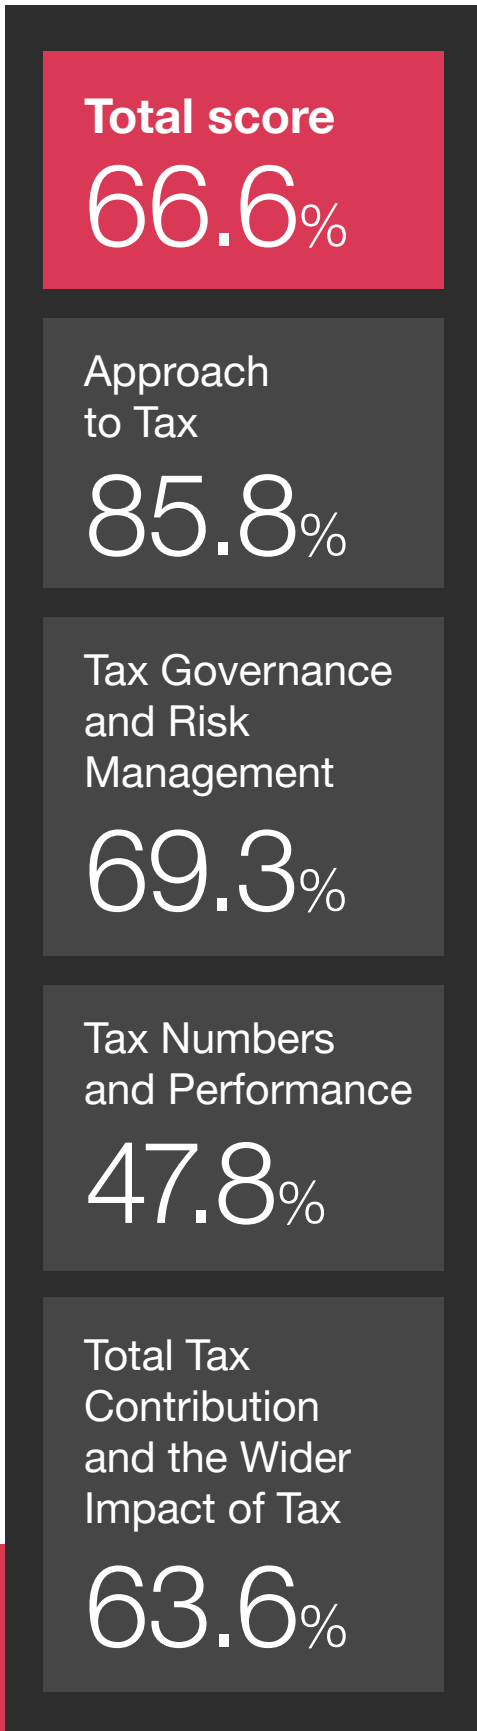 Total score
66.6%
Approach
to Tax
85.8%
Tax Governance
and Risk
Management
69.3%
Tax Numbers
and Performance
47.8%
Total Tax
Contribution
and the Wider
Impact of Tax
63.6%